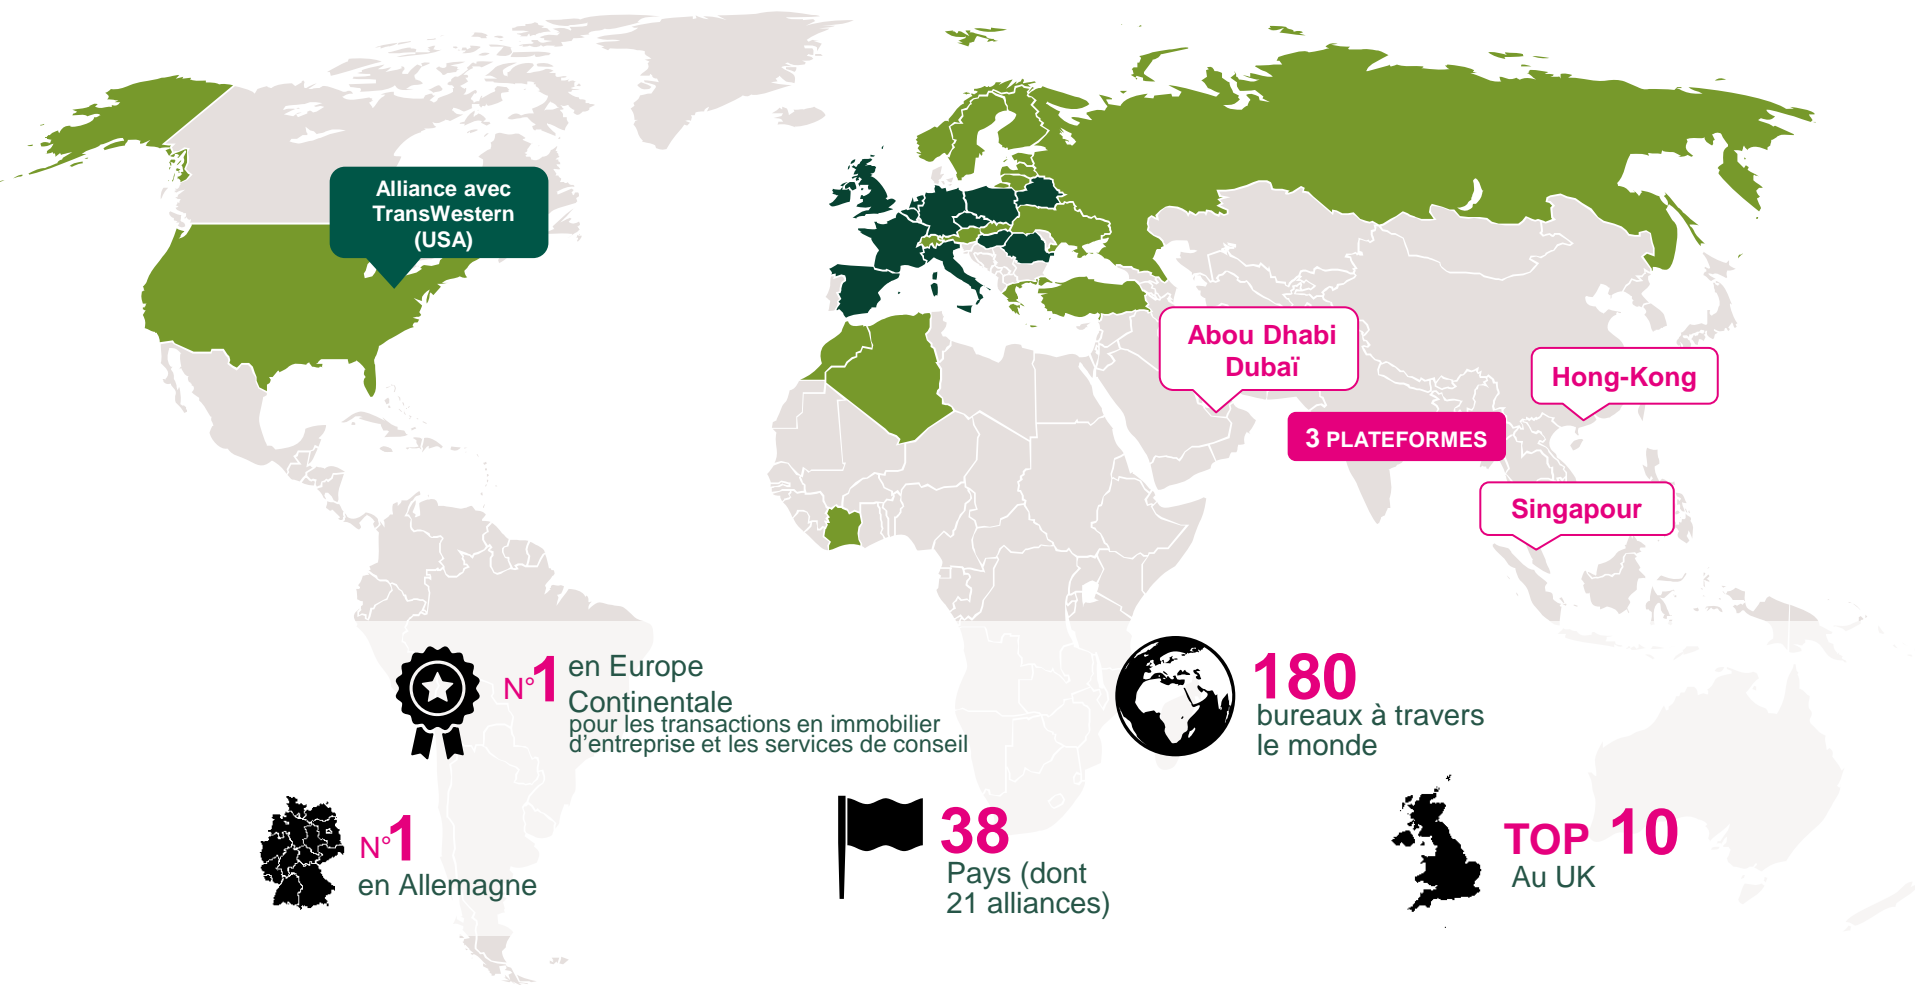 Alliance avec
TransWestern
(USA)
Abou Dhabi
Dubaï
Hong-Kong
3 PLATEFORMES
Singapour
N°1 en Europe
Continentale
pour les transactions en immobilier
d’entreprise et les services de conseil
180
bureaux à travers
le monde
N°1
en Allemagne
38
Pays (dont
21 alliances)
TOP 10
Au UK